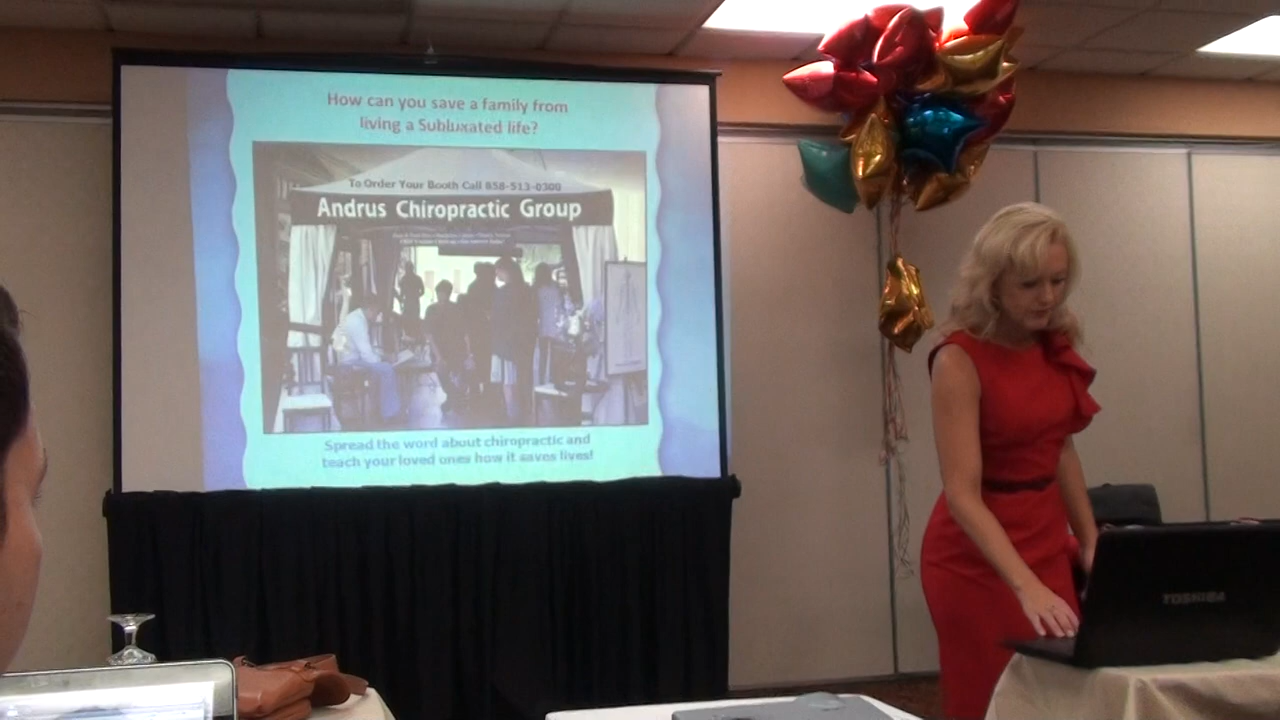 How can you save a family from
living a Subluxated life?
To Order Your Booth Call 858-513-0300
Andrus Chiropractic Group
Spread the word about chiropractic and
teach your loved ones how it saves lives!
TOSHIBA